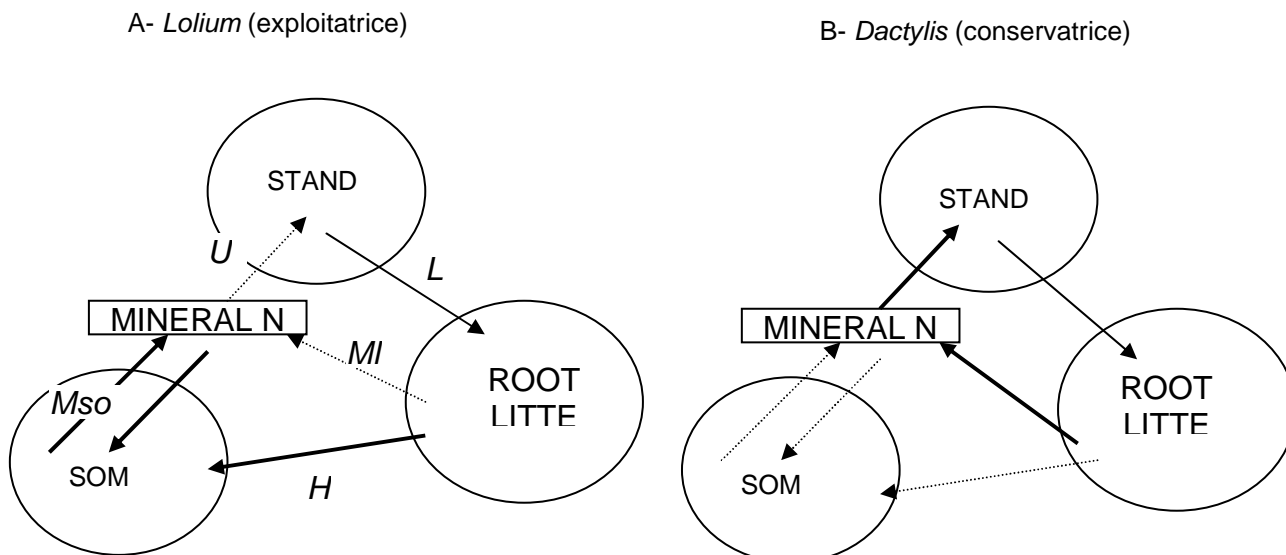 A- Lolium (exploitatrice)
B- Dactylis (conservatrice)
STAND
U
L
MINERAL N
Ml
ROOT
LITTE
Mso
SOM
H
STAND
MINERAL N
ROOT
LITTE
SOM